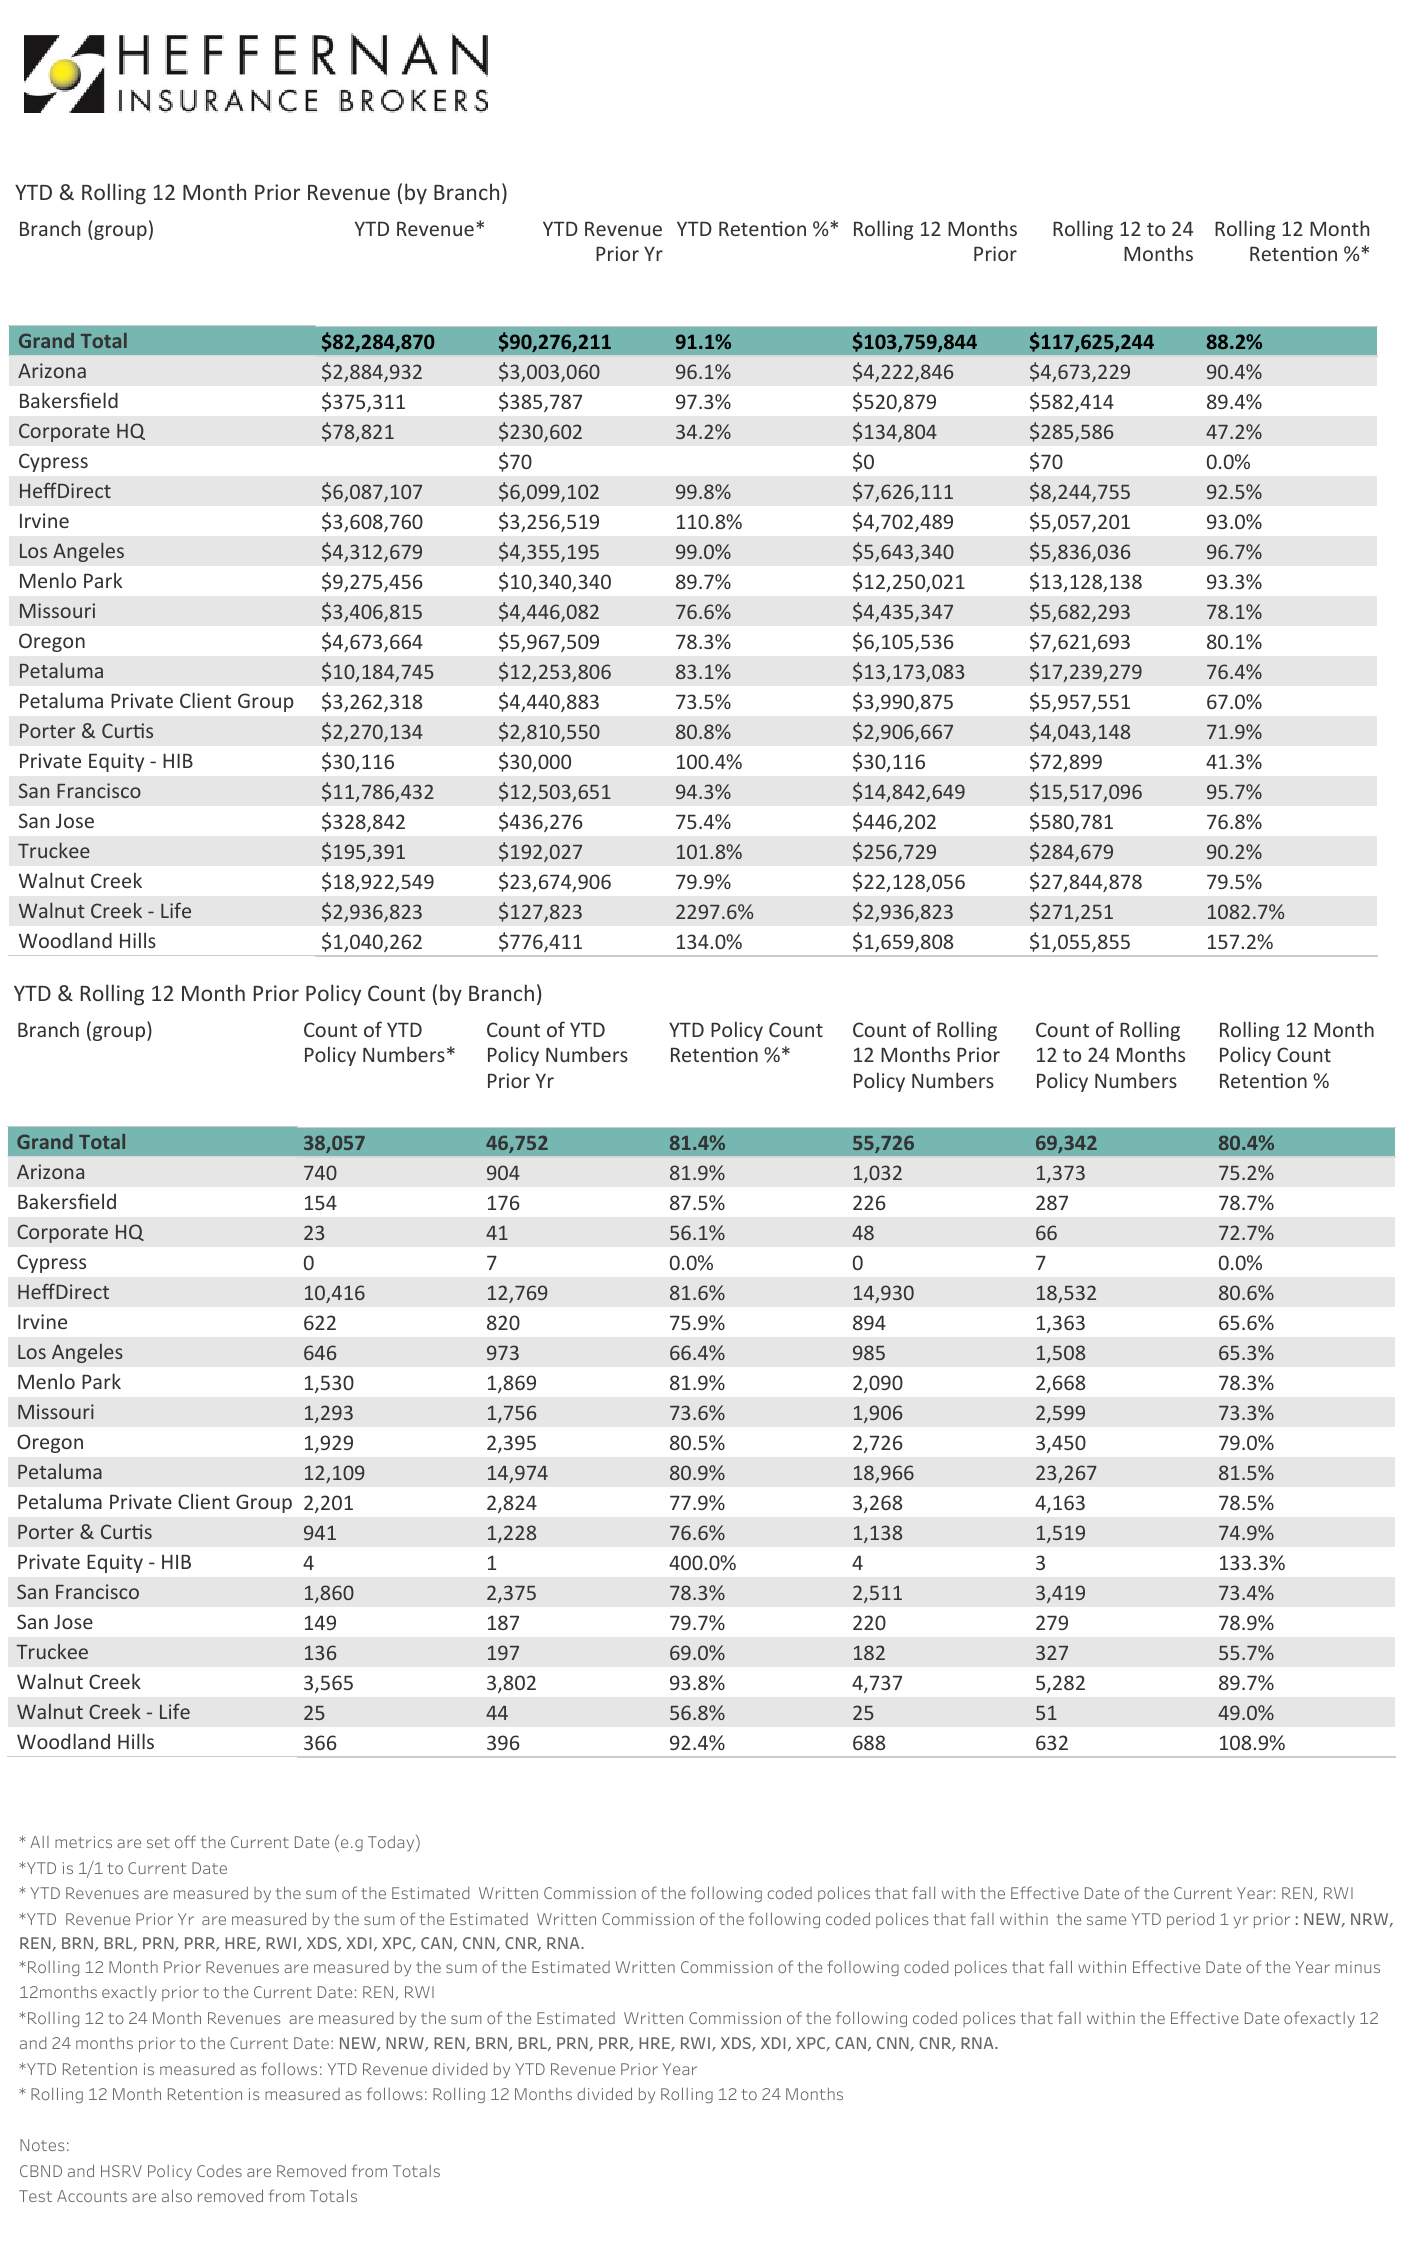 HEFFERNAN
INSURANCE BROKERS
YTD & Rolling 12 Month Prior Revenue (by Branch)
Branch (group) YTD Revenue* YTD Revenue Prior Yr YTD Retention %* Rolling 12 Months Prior Rolling 12 to 24 Months Rolling 12 Month Retention %*
Grand Total $82,284,870 $90,276,211 91.1% $103,759,844 $117,625,244 88.2%
Arizona $2,884,932 $3,003,060 96.1% $4,222,846 $4,673,229 90.4%
Bakersfield $375,311 $385,787 97.3% $520,879 $582,414 89.4%
Corporate HQ $78,821 $230,602 34.2% $134,804 $285,586 47.2%
Cypress $70 $0 $70 0.0%
HeffDirect $6,087,107 $6,099,102 99.8% $7,626,111 $8,244,755 92.5%
Irvine $3,608,760 $3,256,519 110.8% $4,702,489 $5,057,201 93.0%
Los Angeles $4,312,679 $4,355,195 99.0% $5,643,340 $5,836,036 96.7%
Menlo Park $9,275,456 $10,340,340 89.7% $12,250,021 $13,128,138 93.3%
Missouri $3,406,815 $4,446,082 76.6% $4,435,347 $5,682,293 78.1%
Oregon $4,673,664 $5,967,509 78.3% $6,105,536 $7,621,693 80.1%
Petaluma $10,184,745 $12,253,806 83.1% $13,173,083 $17,239,279 76.4%
Petaluma Private Client Group $3,262,318 $4,440,883 73.5% $3,990,875 $5,957,551 67.0%
Porter & Curtis $2,270,134 $2,810,550 80.8% $2,906,667 $4,043,148 71.9%
Private Equity - HIB $30,116 $30,000 100.4% $30,116 $72,899 41.3%
San Francisco $11,786,432 $12,503,651 94.3% $14,842,649 $15,517,096 95.7%
San Jose $328,842 $436,276 75.4% $446,202 $580,781 76.8%
Truckee $195,391 $192,027 101.8% $256,729 $284,679 90.2%
Walnut Creek $18,922,549 $23,674,906 79.9% $22,128,056 $27,844,878 79.5%
Walnut Creek - Life $2,936,823 $127,823 2297.6% $2,936,823 $271,251 1082.7%
Woodland Hills $1,040,262 $776,411 134.0% $1,659,808 $1,055,855 157.2%
YTD & Rolling 12 Month Prior Policy Count (by Branch)
Branch (group) Count of YTD Policy Numbers* Count of YTD Policy Numbers Prior Yr YTD Policy Count Retention %* Count of Rolling 12 Months Prior Policy Numbers Count of Rolling 12 to 24 Months Policy Numbers Rolling 12 Month Policy Count Retention %
Grand Total 38,057 46,752 81.4% 55,726 69,342 80.4%
Arizona 740 904 81.9% 1,032 1,373 75.2%
Bakersfield 154 176 87.5% 226 287 78.7%
Corporate HQ 23 41 56.1% 48 66 72.7%
Cypress 0 7 0.0% 0 7 0.0%
HeffDirect 10,416 12,769 81.6% 14,930 18,532 80.6%
Irvine 622 820 75.9% 894 1,363 65.6%
Los Angeles 646 973 66.4% 985 1,508 65.3%
Menlo Park 1,530 1,869 81.9% 2,090 2,668 78.3%
Missouri 1,293 1,756 73.6% 1,906 2,599 73.3%
Oregon 1,929 2,395 80.5% 2,726 3,450 79.0%
Petaluma 12,109 14,974 80.9% 18,966 23,267 81.5%
Petaluma Private Client Group 2,201 2,824 77.9% 3,268 4,163 78.5%
Porter & Curtis 941 1,228 76.6% 1,138 1,519 74.9%
Private Equity - HIB 4 1 400.0% 4 3 133.3%
San Francisco 1,860 2,375 78.3% 2,511 3,419 73.4%
San Jose 149 187 79.7% 220 279 78.9%
Truckee 136 197 69.0% 182 327 55.7%
Walnut Creek 3,565 3,802 93.8% 4,737 5,282 89.7%
Walnut Creek - Life 25 44 56.8% 25 51 49.0%
Woodland Hills 366 396 92.4% 688 632 108.9%
* All metrics are set off the Current Date (e.g Today)
*YTD is 1/1 to Current Date
* YTD Revenues are measured by the sum of the Estimated Written Commission of the following coded polices that fall with the Effective Date of the Current Year: REN, RWI
*YTD Revenue Prior Yr are measured by the sum of the Estimated Written Commission of the following coded polices that fall within the same YTD period 1 yr prior : NEW, NRW,
REN, BRN, BRL, PRN, PRR, HRE, RWI, XDS, XDI, XPC, CAN, CNN, CNR, RNA.
*Rolling 12 Month Prior Revenues are measured by the sum of the Estimated Written Commission of the following coded polices that fall within Effective Date of the Year minus
12months exactly prior to the Current Date: REN, RWI
*Rolling 12 to 24 Month Revenues are measured by the sum of the Estimated Written Commission of the following coded polices that fall within the Effective Date ofexactly 12
and 24 months prior to the Current Date: NEW, NRW, REN, BRN, BRL, PRN, PRR, HRE, RWI, XDS, XDI, XPC, CAN, CNN, CNR, RNA.
*YTD Retention is measured as follows: YTD Revenue divided by YTD Revenue Prior Year
* Rolling 12 Month Retention is measured as follows: Rolling 12 Months divided by Rolling 12 to 24 Months
Notes:
CBND and HSRV Policy Codes are Removed from Totals
Test Accounts are also removed from Totals